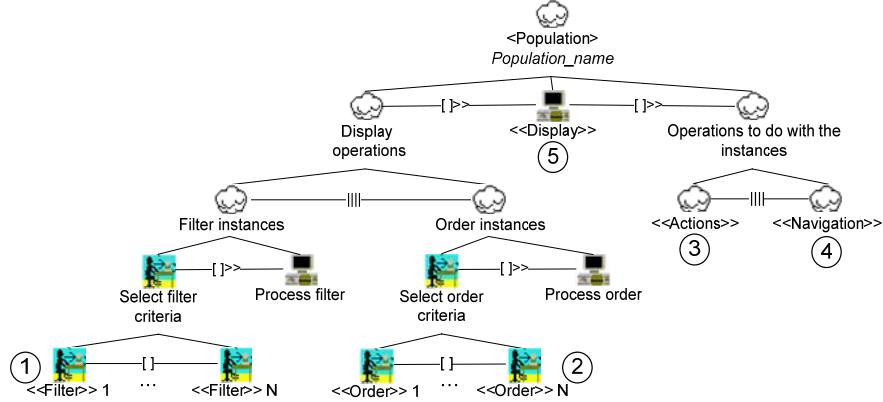 <Population>
Population_name
[ ]>> [ ]>>
Display
operations
<<Display>>
5
Operations to do with the
instances
||||
Filter instances
Order instances
||||
<<Actions>>
<<Navigation>>
3
4
[ ]>>
[ ]>>
Select filter
criteria
Process filter
Select order
criteria
Process order
1
[ ]
[ ]
2
<<Filter>> 1
...
<<Filter>> N
<<Order>> 1
...
<<Order>> N